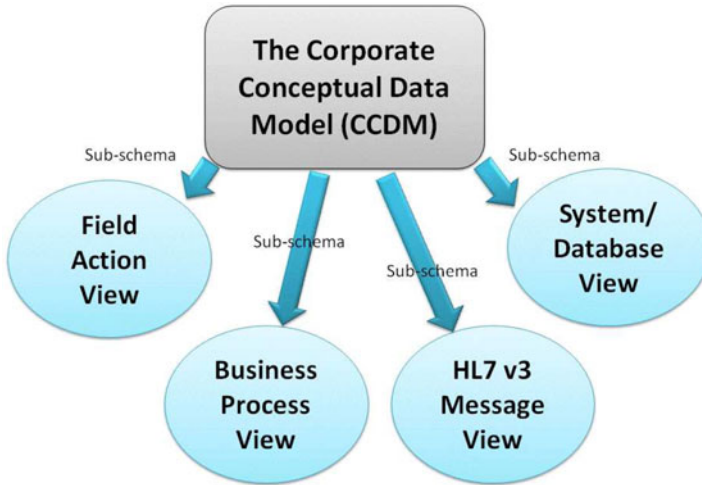 The Corporate
Conceptual Data
Model (CCDM)
Sub-schema
Sub-schema
Field
Action
View
System/
Database
View
Sub-schema
Sub-schema
Business
Process
View
HL7 v3
Message
View